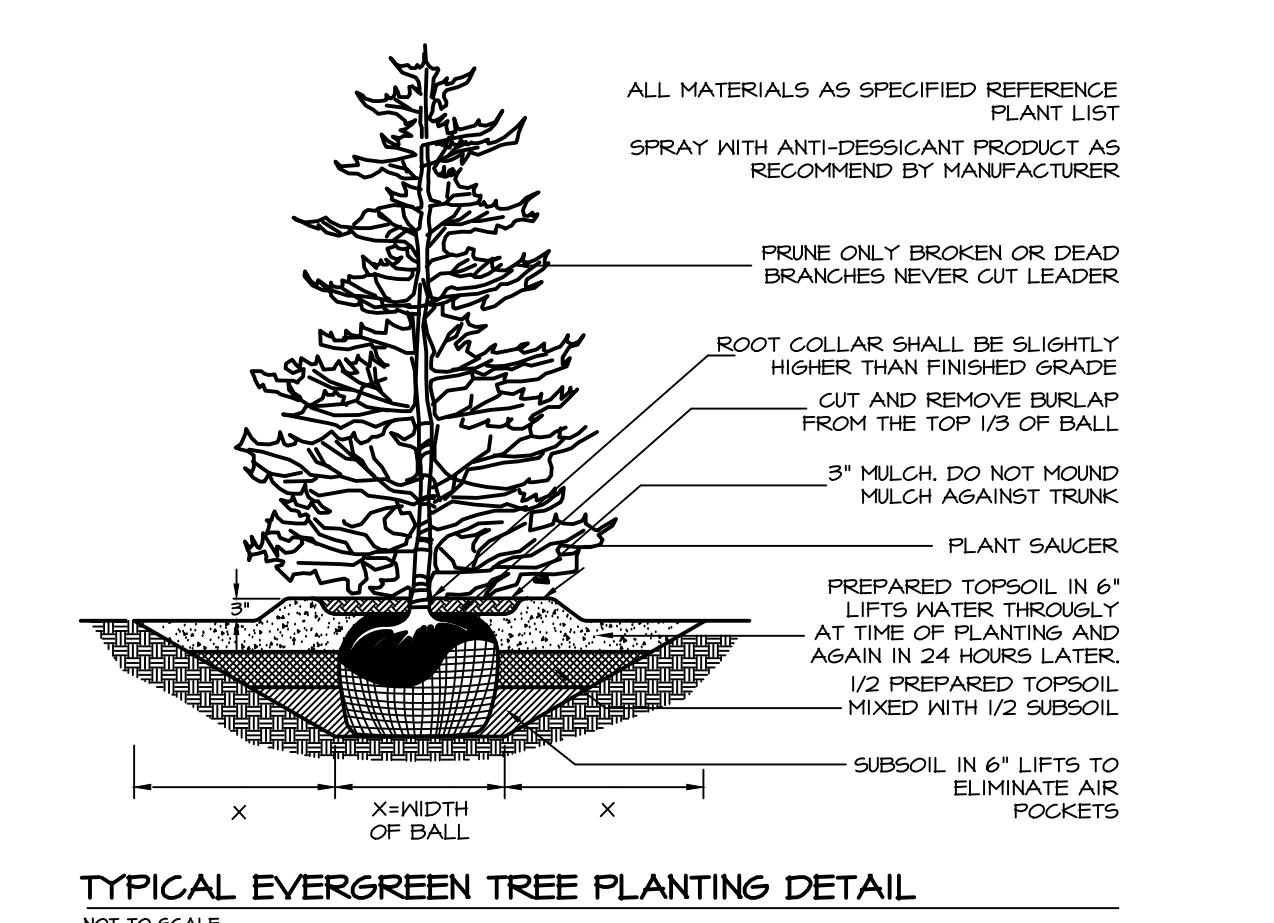 ALL MATERIALS AS SPECIFIED REFERENCE
PLANT LIST
SPRAY WITH ANTI-DESSICANT PRODUCT AS
RECOMMEND BY MANUFACTURER
PRUNE ONLY BROKEN OR DEAD
BRANCHES NEVER CUT LEADER
ROOT COLLAR SHALL BE SLIGHTLY
HIGHER THAN FINISHED GRADE
CUT AND REMOVE BURLAP
FROM THE TOP 1/3 OF BALL
3" MULCH. DO NOT MOUND
MULCH AGAINST TRUNK
PLANT SAUCER
PREPARED TOPSOIL IN 6"
LIFTS WATER THROUGLY
AT TIME OF PLANTING AND
AGAIN IN 24 HOURS LATER.
1/2 PREPARED TOPSOIL
MIXED WITH 1/2 SUBSOIL
SUBSOIL IN 6" LIFTS TO
ELIMINATE AIR
POCKETS
3"
X
X=WIDTH
OF BALL
X
TYPICAL EVERGREEN TREE PLANTING DETAIL
NOT TO SCALE